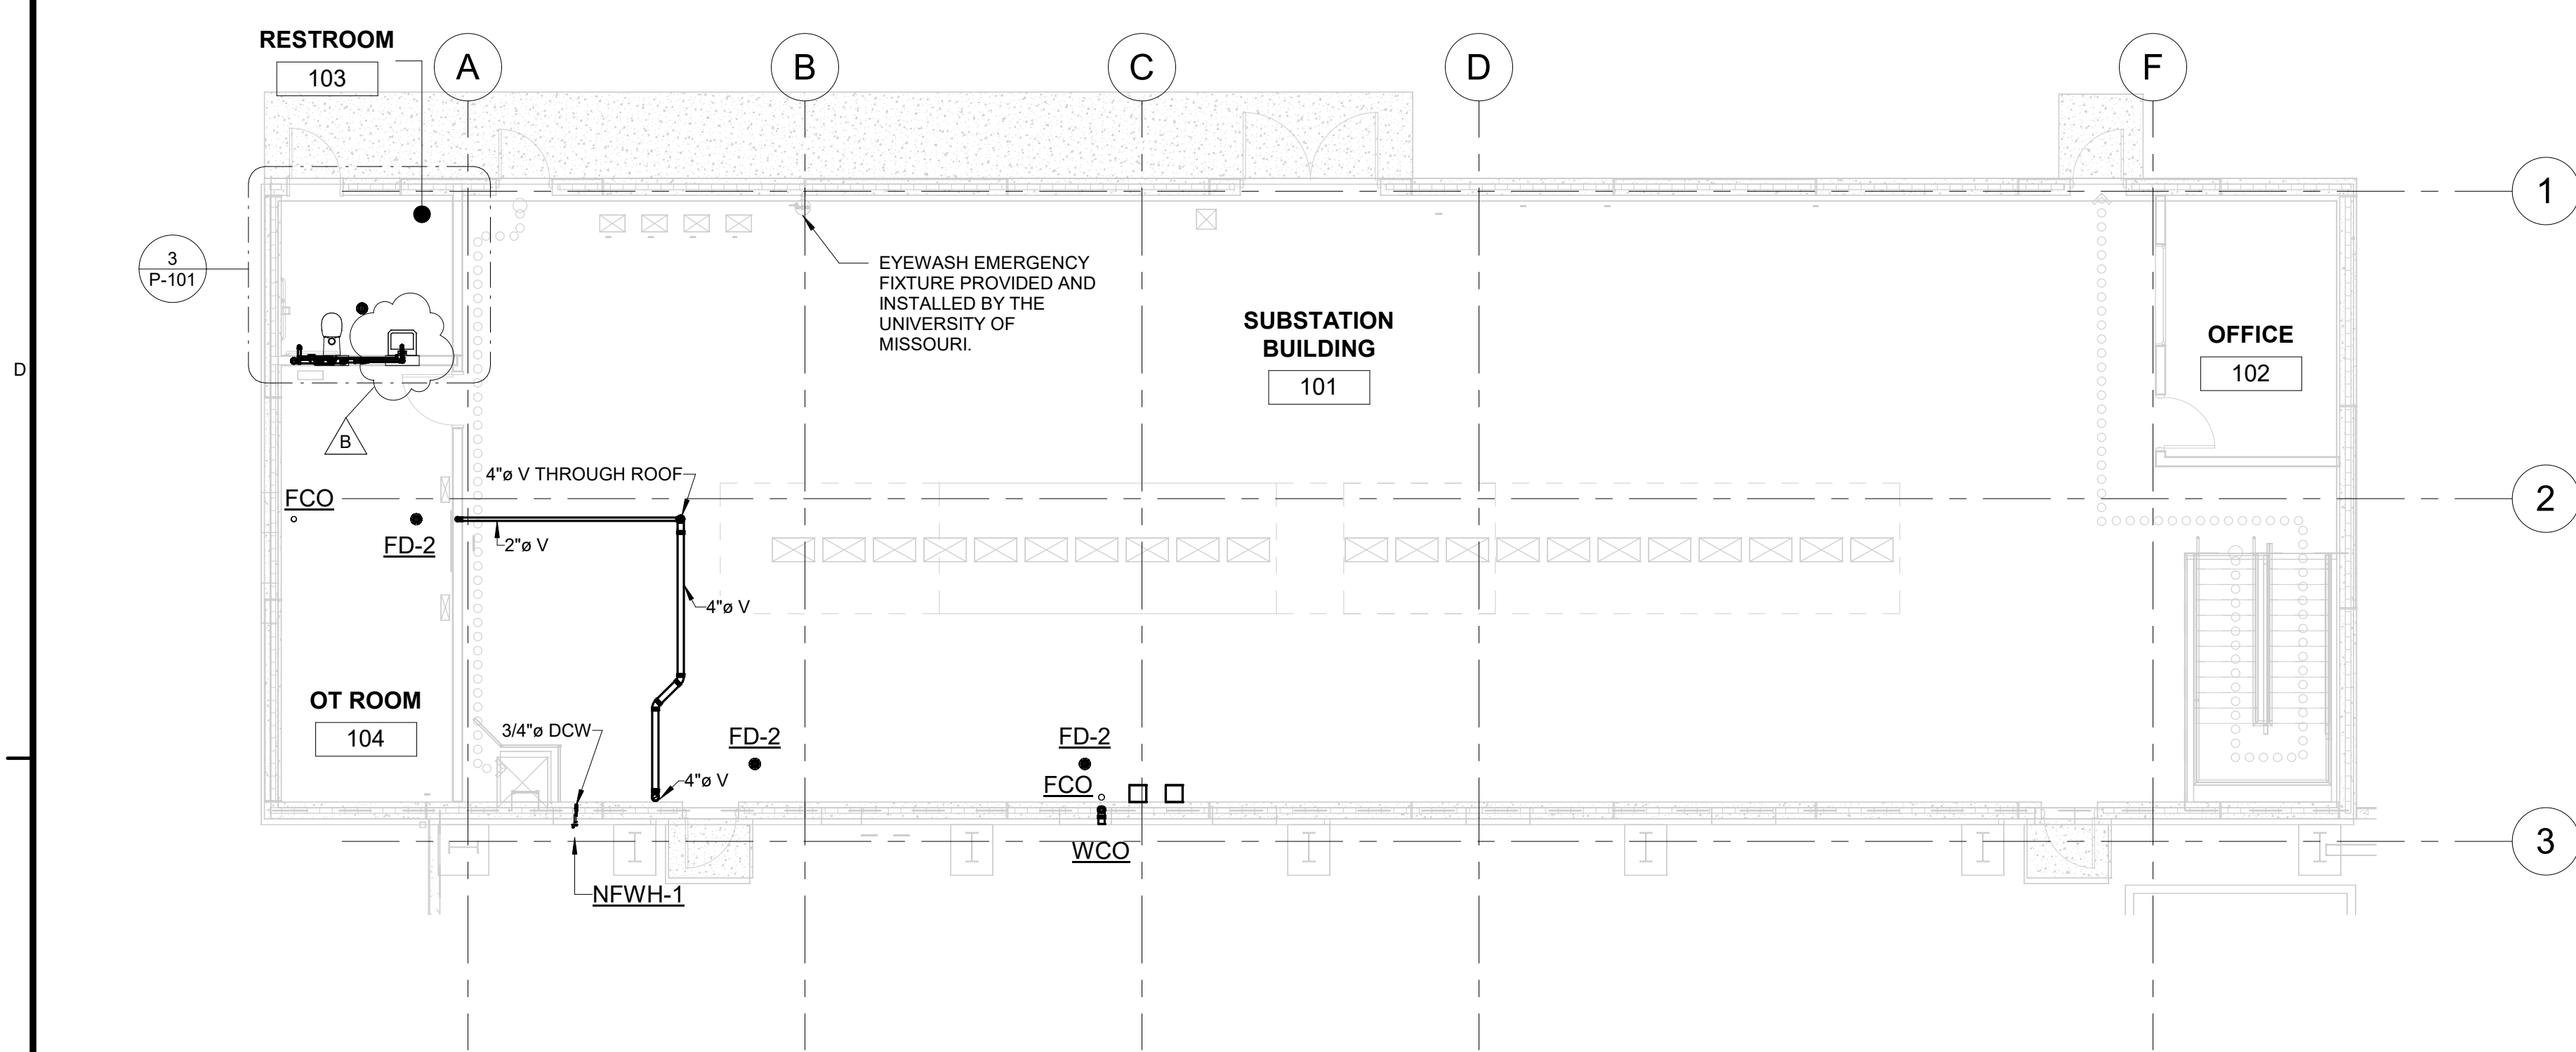 RESTROOM
103
A
B
C
D
F
1
3
P-101
EYEWASH EMERGENCY
FIXTURE PROVIDED AND
INSTALLED BY THE
UNIVERSITY OF
MISSOURI.
SUBSTATION
BUILDING
101
OFFICE
102
D
B
4"ø V THROUGH ROOF
FCO
2
FD-2
2"ø V
4"ø V
OT ROOM
104
3/4"ø DCW
FD-2
FD-2
4"ø V
FCO
WCO
3
NFWH-1